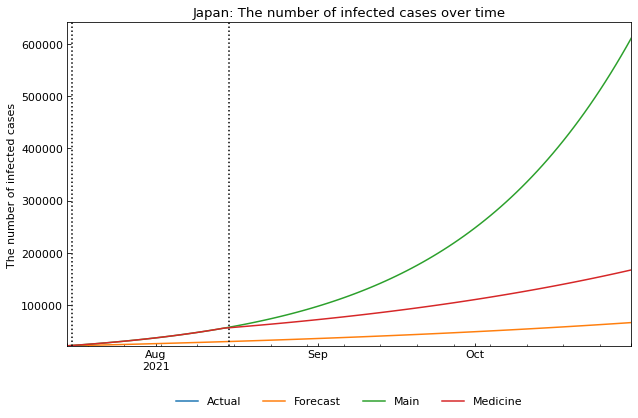 Japan: The number of infected cases over time
The number of infected cases
600000
500000
400000
300000
200000
100000
Aug
2021
Sep
Oct
Actual Forecast Main Medicine